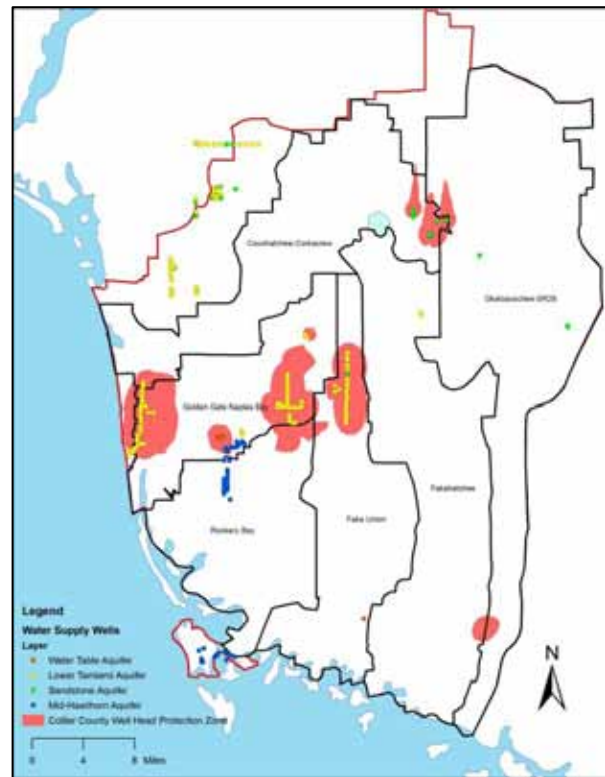 Cocohatchee-Corkscrew
Okaloacoochee SR29
Golden Gate Naples Bay
Fakahatchee
Rookery Bay
Faka Union
Legend
Water Supply Wells
Layer
Water Table Aquifer
Lower Tamiami Aquifer
Sandstone Aquifer
Mid-Hawthorn Aquifer
Collier County Well Head Protection Zone
0 4 8 Miles
N